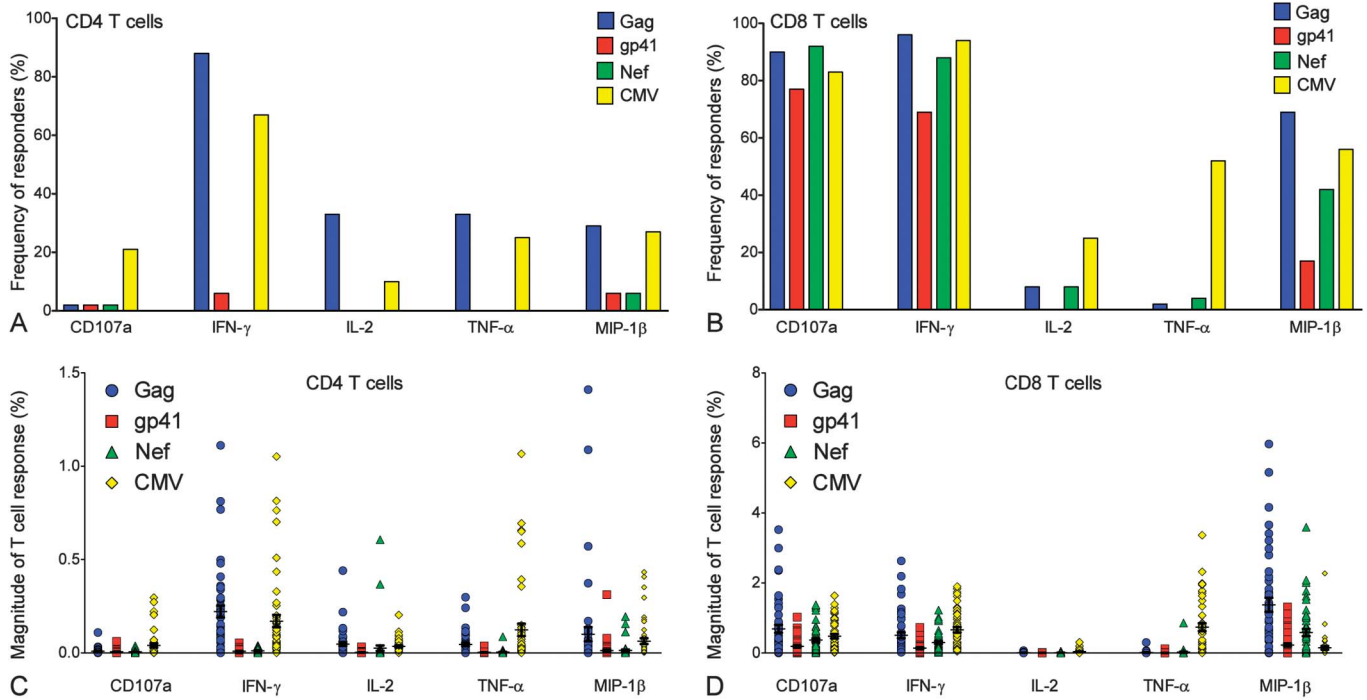 CD4 T cells
Gag
gp41
Nef
CMV
Frequency of responders (%)
100
80
60
40
20
0
A
CD107a IFN-γ IL-2 TNF-α MIP-1β
CD8 T cells
Gag
gp41
Nef
CMV
Frequency of responders (%)
100
80
60
40
20
0
B
CD107a IFN-γ IL-2 TNF-α MIP-1β
CD4 T cells
Gag
gp41
Nef
CMV
Magnitude of T cell response (%)
1.5
1.0
0.5
0.0
C
CD107a IFN-γ IL-2 TNF-α MIP-1β
CD8 T cells
Gag
gp41
Nef
CMV
Magnitude of T cell response (%)
8
6
4
2
0
D
CD107a IFN-γ IL-2 TNF-α MIP-1β